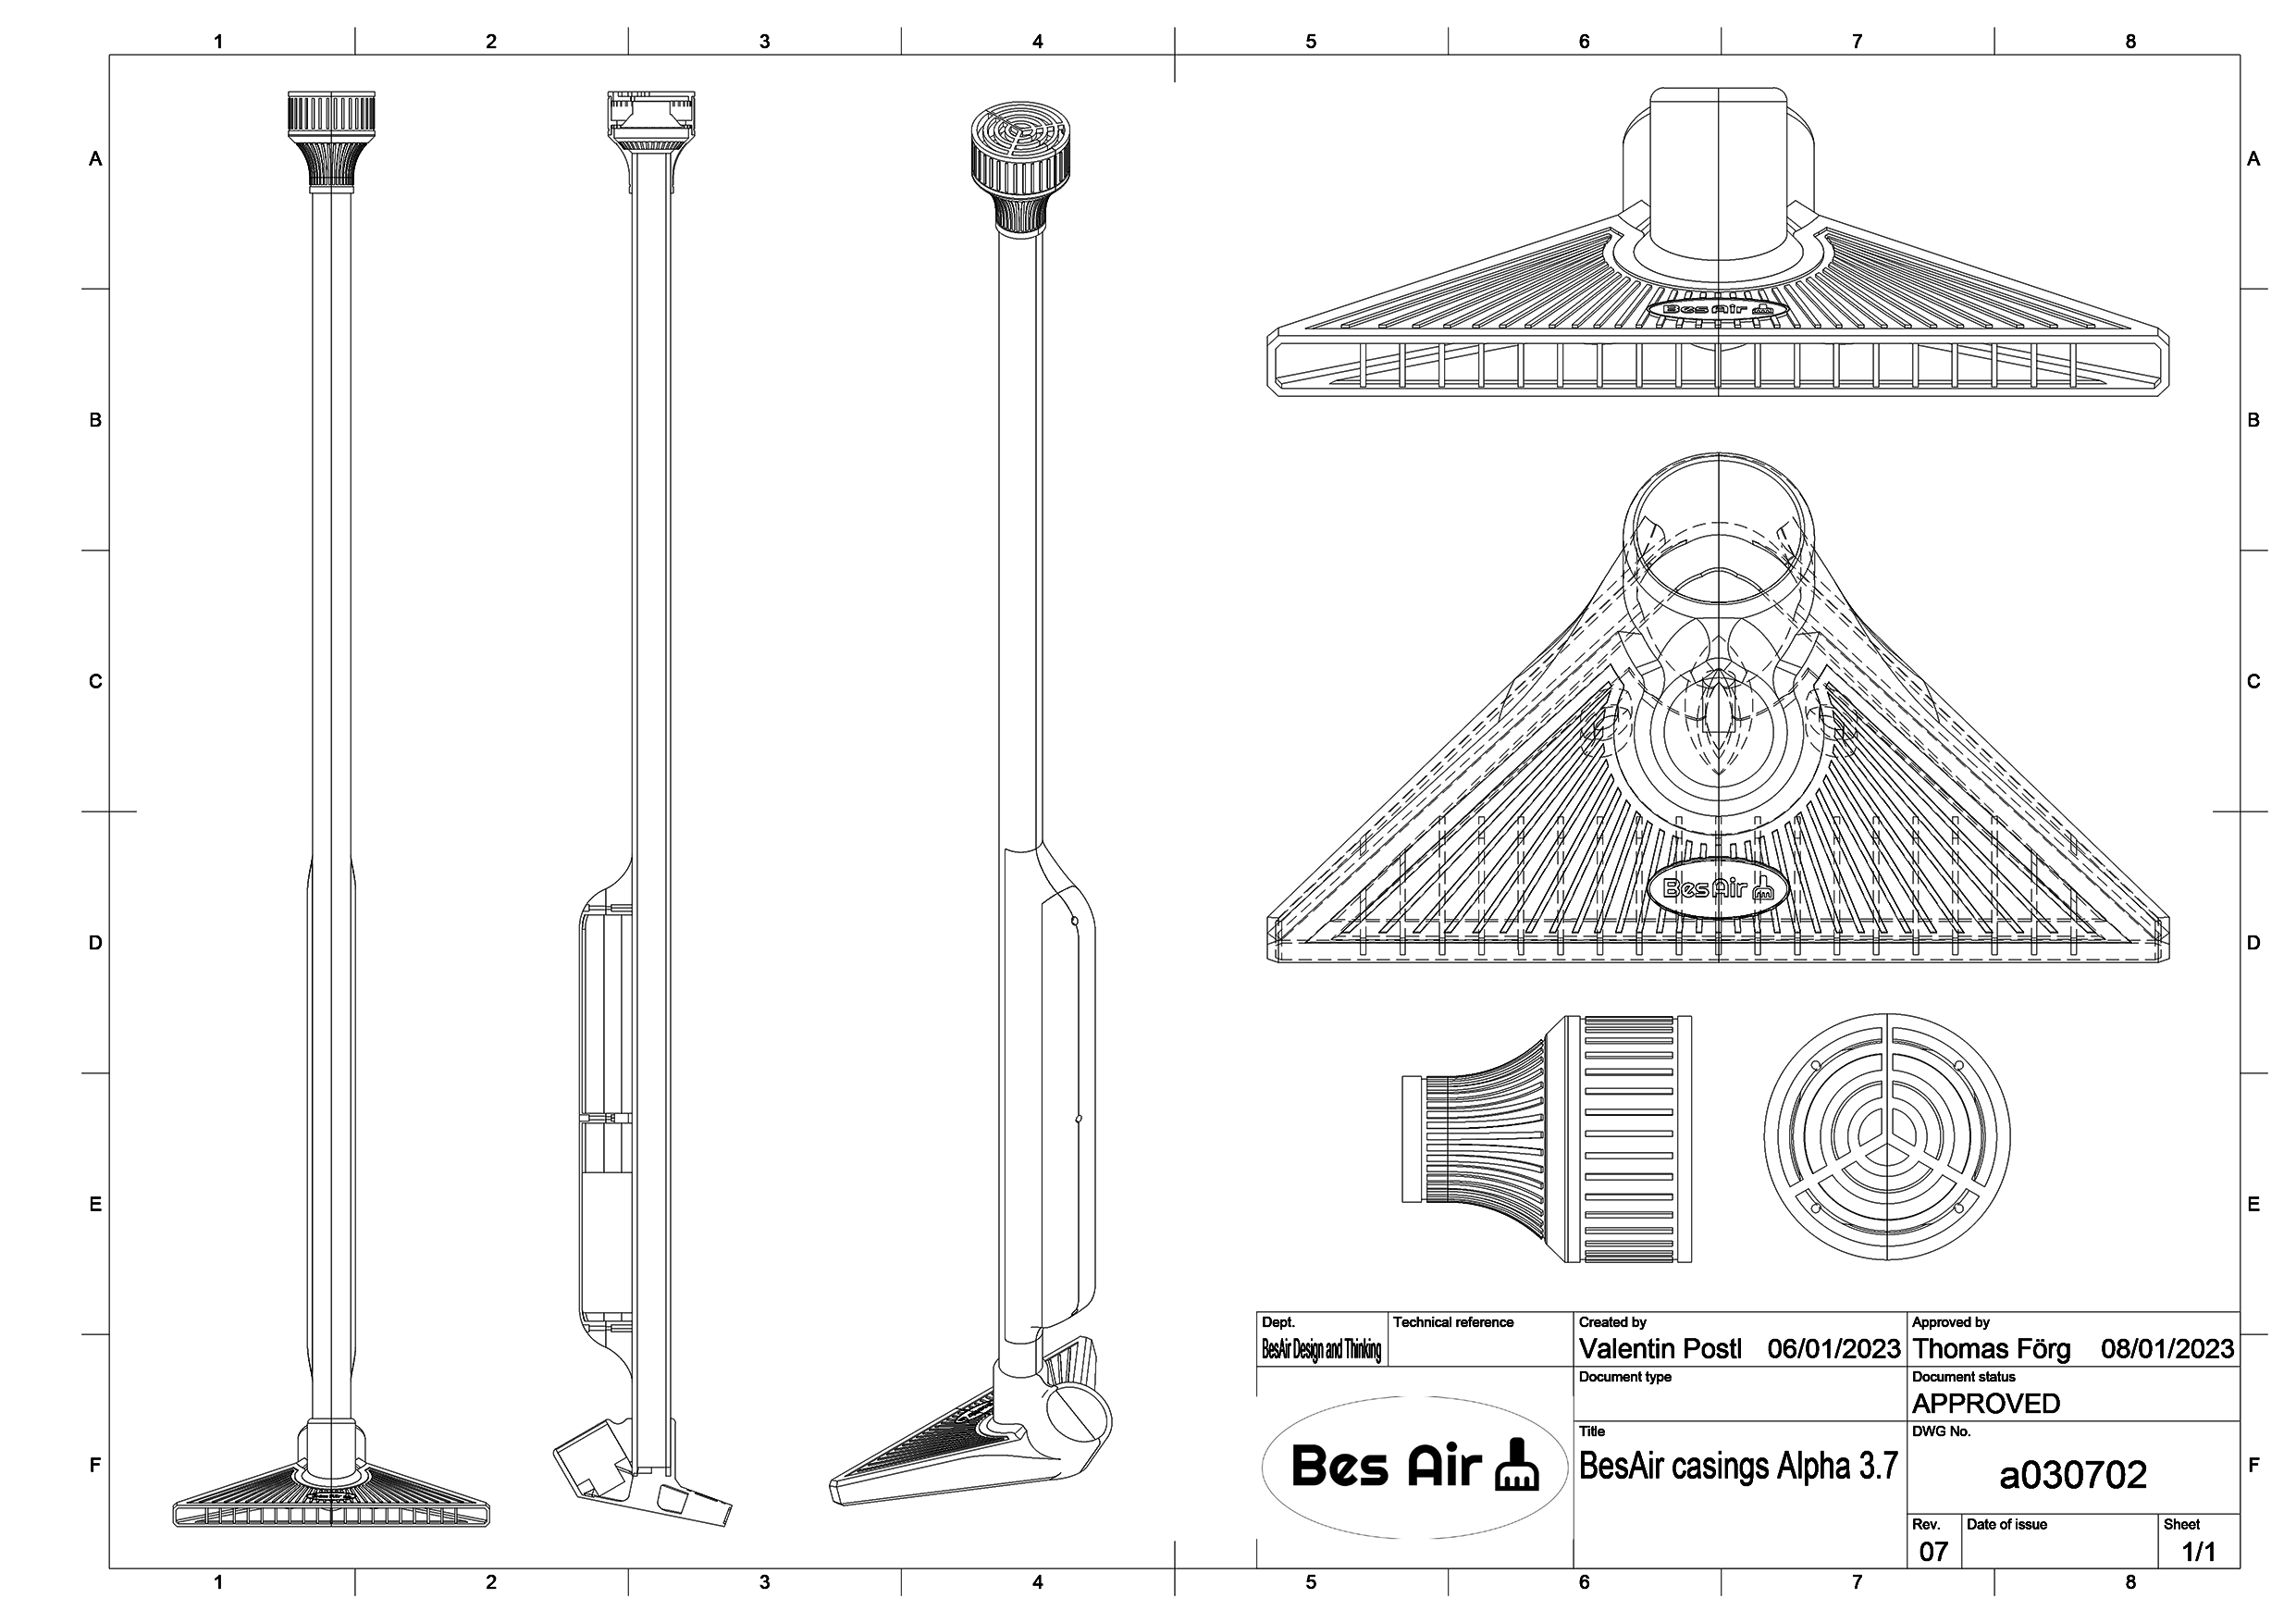 1 2 3 4 5 6 7 8
A A
BesAir
B B
C C
BesAir
D D
E E
Dept. Technical reference Created by Approved by
BesAir Design and Thinking Valentin Postl 06/01/2023 Thomas Förg 08/01/2023
Document type Document status
APPROVED
Title DWG No.
Bes Air BesAir casings Alpha 3.7 a030702
F F
Rev. Date of issue Sheet
07 1/1
1 2 3 4 5 6 7 8